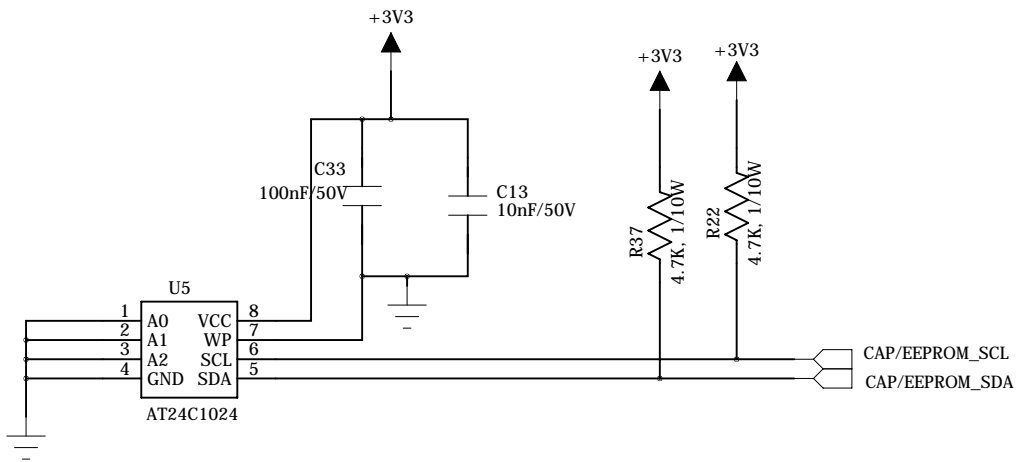 +3V3
+3V3
+3V3
C33
100nF/50V
C13
10nF/50V
R37
4.7K, 1/10W
R22
4.7K, 1/10W
U5
1 A0 VCC 8
2 A1 WP 7
3 A2 SCL 6
4 GND SDA 5
AT24C1024
CAP/EEPROM_SCL
CAP/EEPROM_SDA